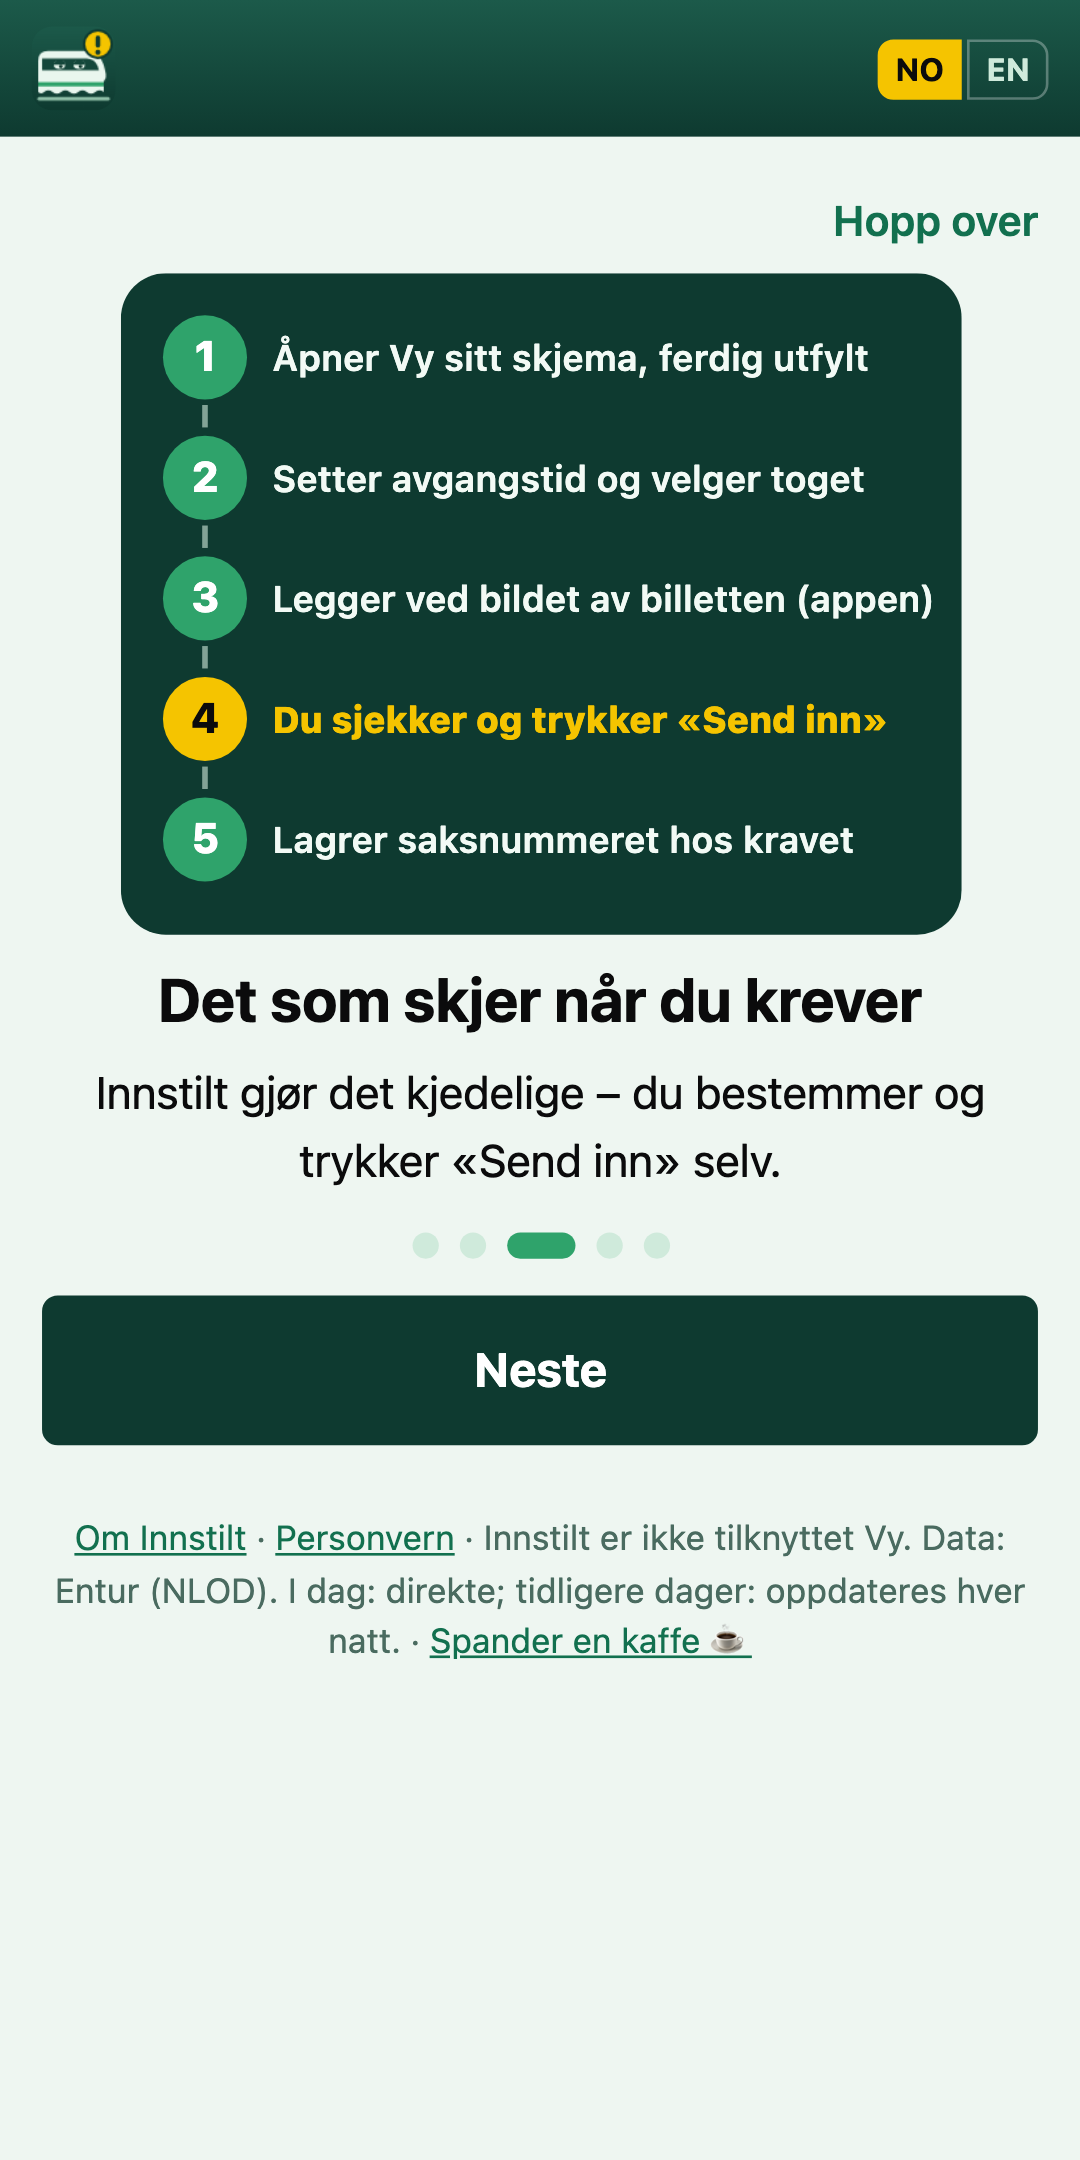 NO EN
Hopp over
1 Åpner Vy sitt skjema, ferdig utfylt
2 Setter avgangstid og velger toget
3 Legger ved bildet av billetten (appen)
4 Du sjekker og trykker «Send inn»
5 Lagrer saksnummeret hos kravet
Det som skjer når du krever
Innstilt gjør det kjedelige – du bestemmer og
trykker «Send inn» selv.
Neste
Om Innstilt · Personvern · Innstilt er ikke tilknyttet Vy. Data:
Entur (NLOD). I dag: direkte; tidligere dager: oppdateres hver
natt. · Spander en kaffe ☕